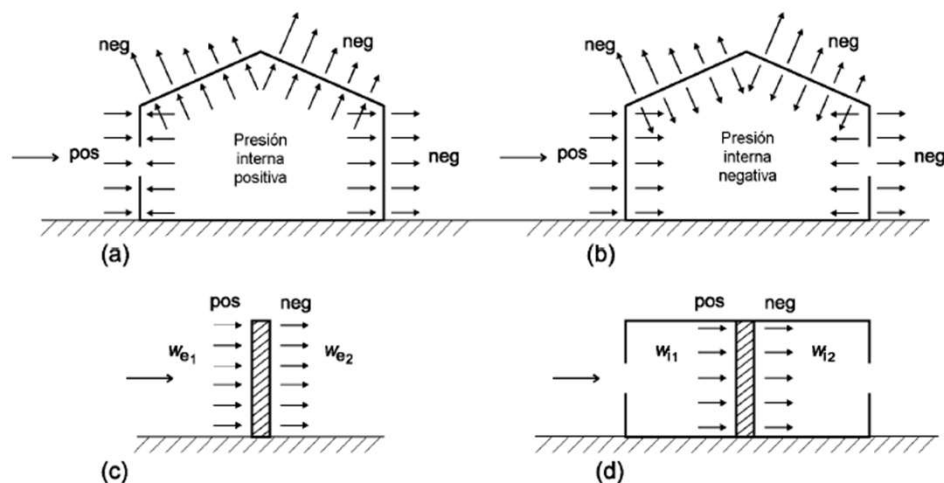 neg
neg
pos
Presión
interna
positiva
neg
(a)
neg
neg
pos
Presión
interna
negativa
neg
(b)
pos
neg
We1
We2
(c)
pos
neg
Wi1
Wi2
(d)